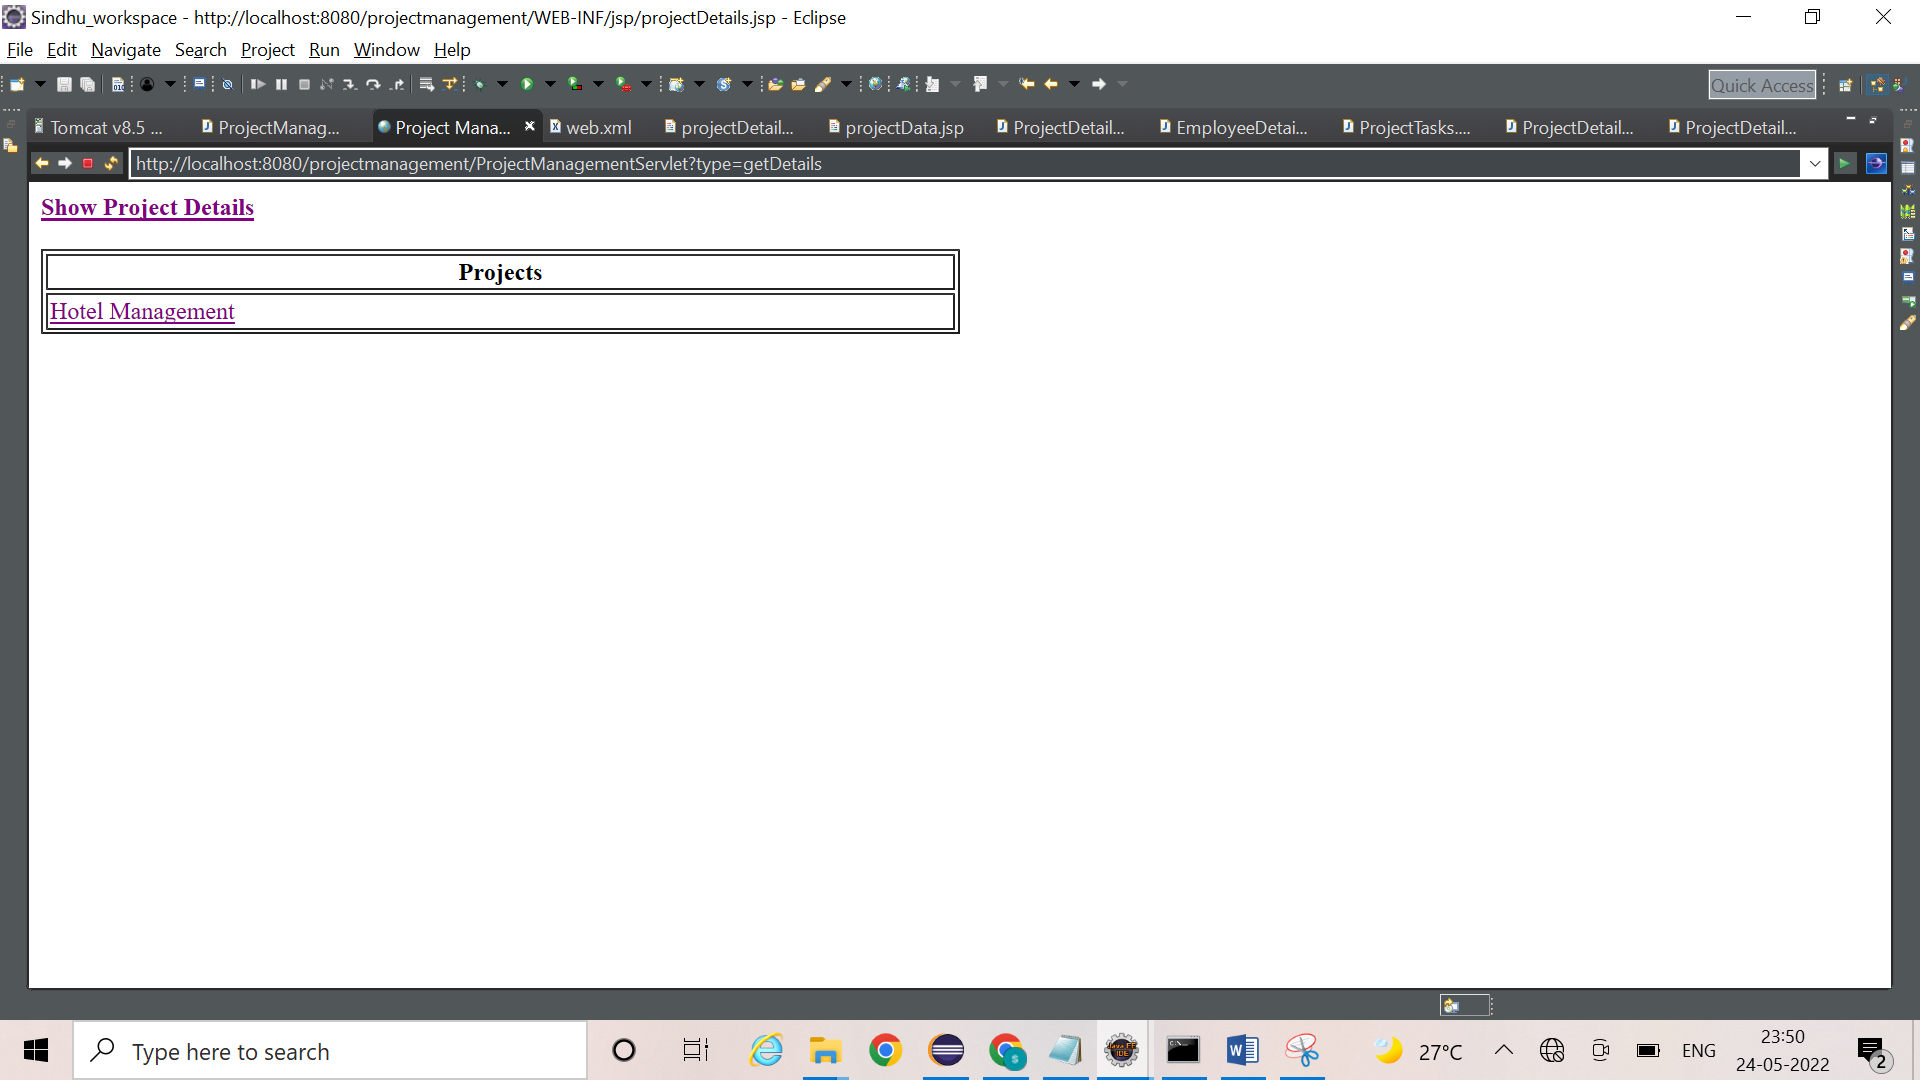 Sindhu_workspace - http://localhost:8080/projectmanagement/WEB-INF/jsp/projectDetails.jsp - Eclipse
File Edit Navigate Search Project Run Window Help
Quick Access
Tomcat v8.5 ... ProjectManag... Project Mana... web.xml projectDetail... projectData.jsp ProjectDetail... EmployeeDetai... ProjectTasks.... ProjectDetail... ProjectDetail...
http://localhost:8080/projectmanagement/ProjectManagementServlet?type=getDetails
Show Project Details
Projects
Hotel Management
Type here to search
27°C
ENG
23:50
24-05-2022
2